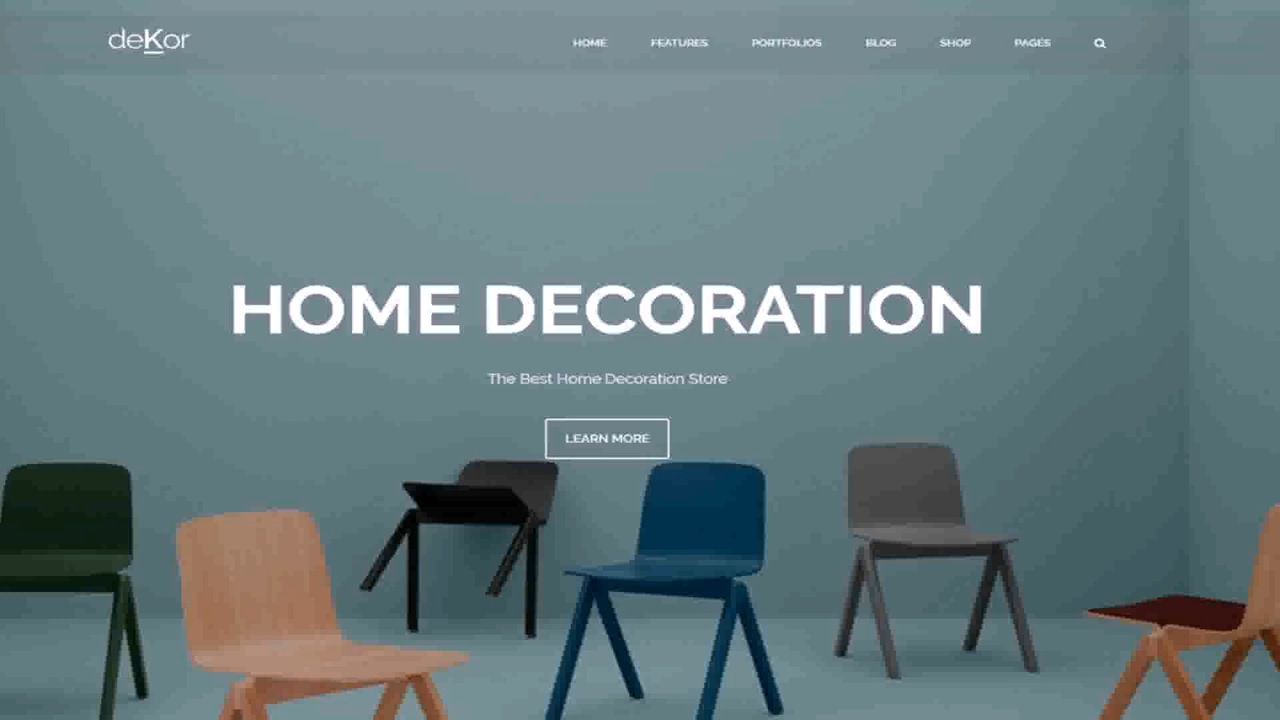 deKor
HOME FEATURES PORTFOLIOS BLOG SHOP PAGES
HOME DECORATION
The Best Home Decoration Store
LEARN MORE